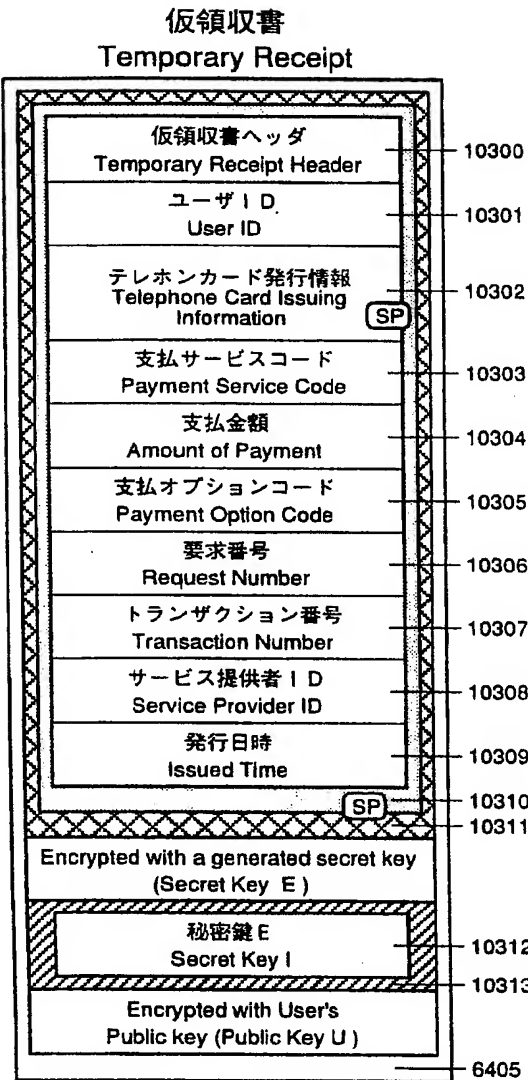 仮領収書
Temporary Receipt
仮領収書ヘッダ
Temporary Receipt Header
10300
ユーザID
User ID
10301
テレホンカード発行情報
Telephone Card Issuing
Information
10302
SP
支払サービスコード
Payment Service Code
10303
支払金額
Amount of Payment
10304
支払オプションコード
Payment Option Code
10305
要求番号
Request Number
10306
トランザクション番号
Transaction Number
10307
サービス提供者ID
Service Provider ID
10308
発行日時
Issued Time
10309
SP
10310
10311
Encrypted with a generated secret key
(Secret Key E)
秘密鍵E
Secret Key I
10312
10313
Encrypted with User's
Public key (Public Key U)
6405